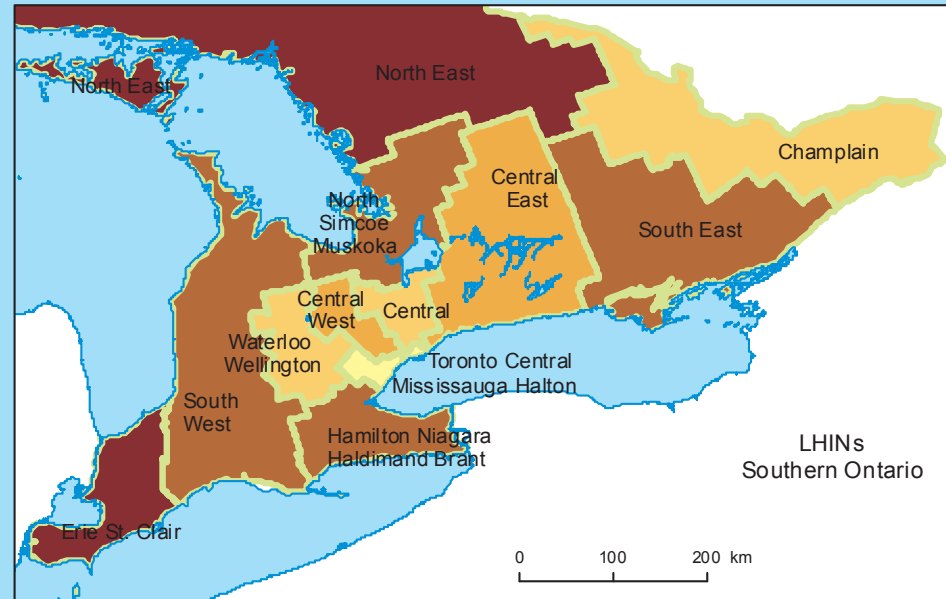 North East
North East
Champlain
Central
East
North
Simcoe
Muskoka
South East
Central
West
Central
Waterloo
Wellington
Toronto Central
Mississauga Halton
South
West
Hamilton Niagara
Haldimand Brant
LHINs
Southern Ontario
Erie St. Clair
0 100 200 km